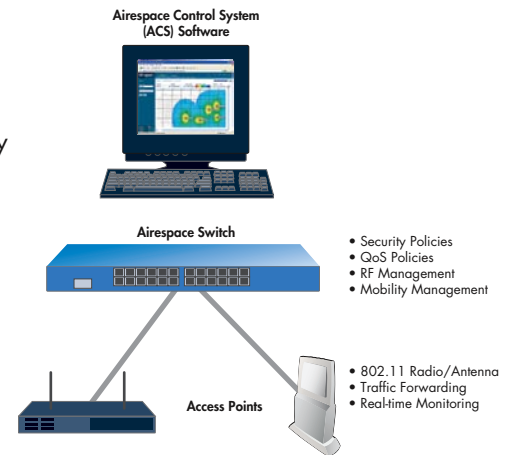 Airespace Control System
(ACS) Software
y
Airespace Switch
• Security Policies
• QoS Policies
• RF Management
• Mobility Management
• 802.11 Radio/Antenna
• Traffic Forwarding
• Real-time Monitoring
Access Points